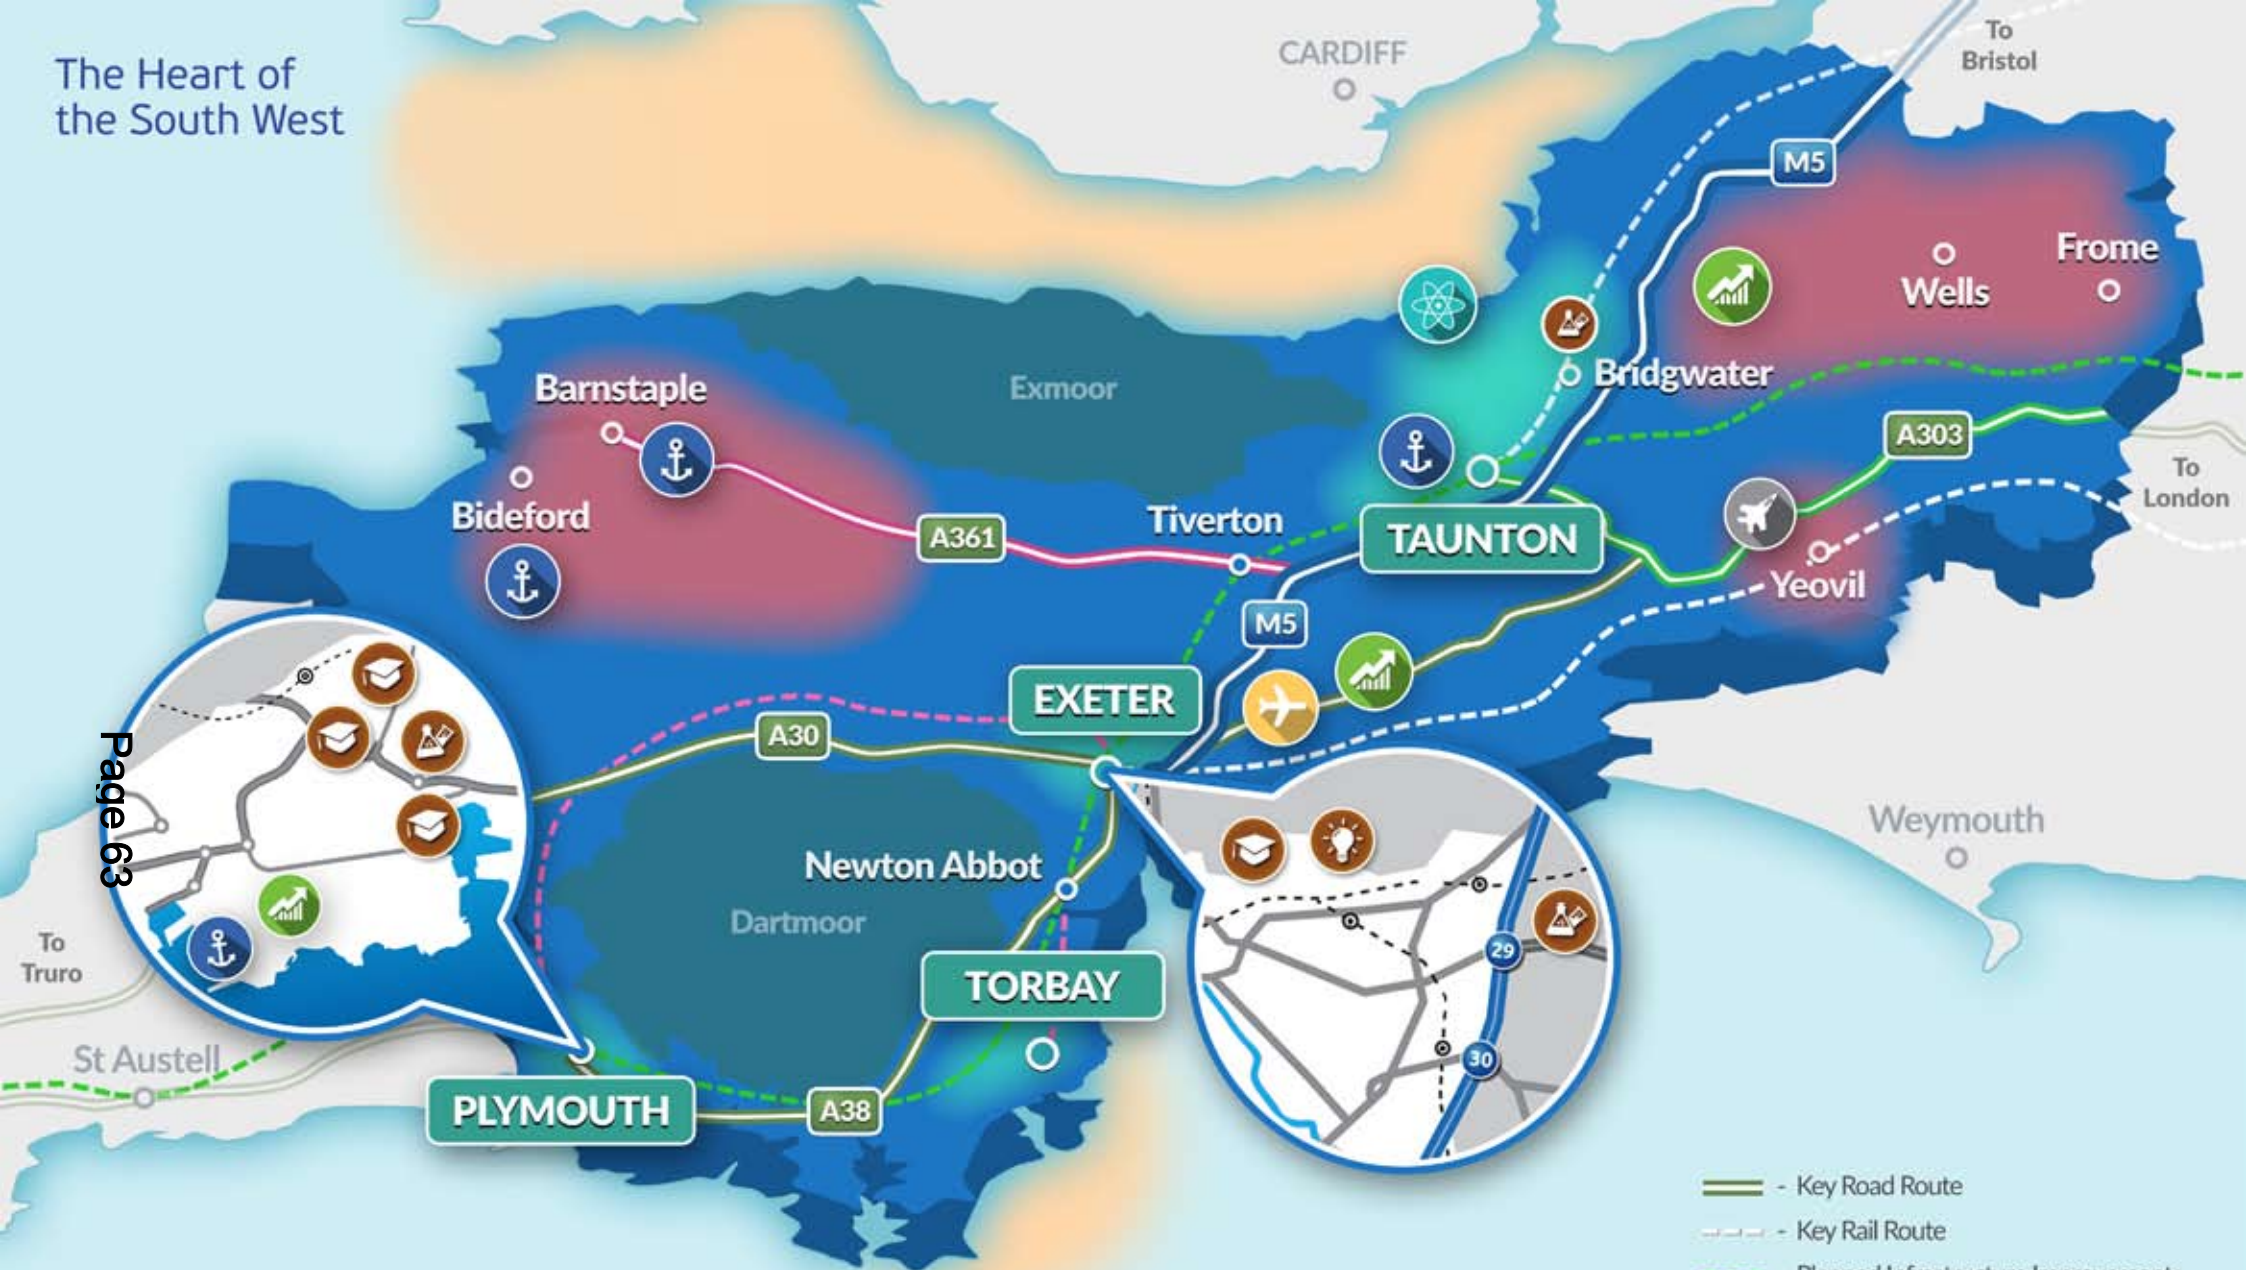 The Heart of
the South West
CARDIFF
To
Bristol
M5
Wells
Frome
Barnstaple
Exmoor
Bridgwater
Bideford
A361
Tiverton
TAUNTON
A303
To
London
Yeovil
M5
EXETER
A30
Page 63
Newton Abbot
Dartmoor
Weymouth
To
Truro
TORBAY
29
30
St Austell
PLYMOUTH
A38
- Key Road Route
- Key Rail Route